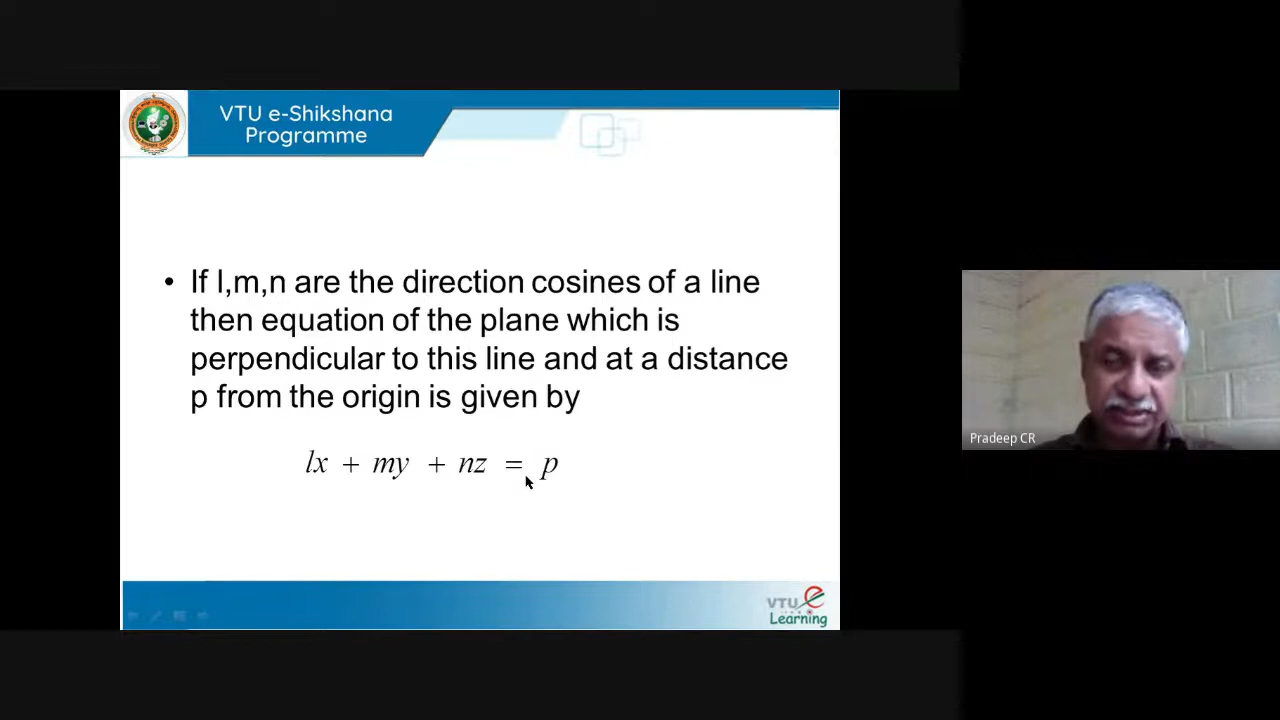 VTU e-Shikshana
Programme
• If l,m,n are the direction cosines of a line
then equation of the plane which is
perpendicular to this line and at a distance
p from the origin is given by
lx + my + nz = p
Pradeep CR
VTU e
Learning